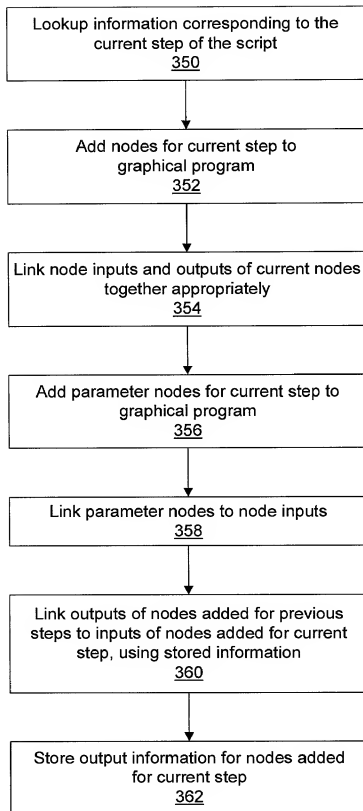 Lookup information corresponding to the
current step of the script
350
Add nodes for current step to
graphical program
352
Link node inputs and outputs of current nodes
together appropriately
354
Add parameter nodes for current step to
graphical program
356
Link parameter nodes to node inputs
358
Link outputs of nodes added for previous
steps to inputs of nodes added for current
step, using stored information
360
Store output information for nodes added
for current step
362